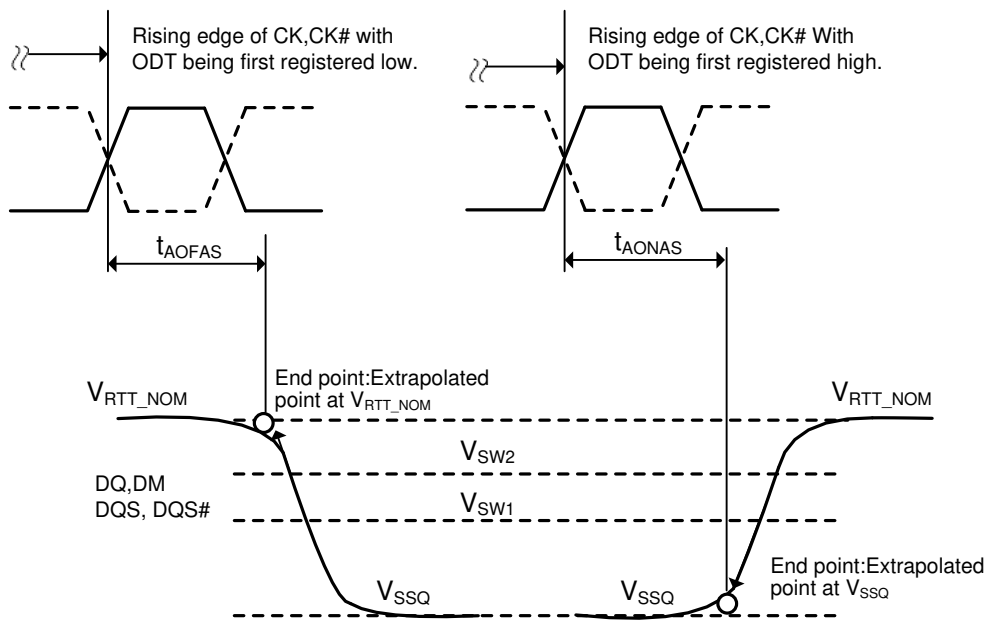 Rising edge of CK,CK# with
ODT being first registered low.
Rising edge of CK,CK# With
ODT being first registered high.
tAOFAS
tAONAS
End point:Extrapolated
point at VRTT_NOM
VRTT_NOM
VRTT_NOM
VSW2
DQ,DM
DQS, DQS#
VSW1
End point:Extrapolated
point at VSSQ
VSSQ
VSSQ